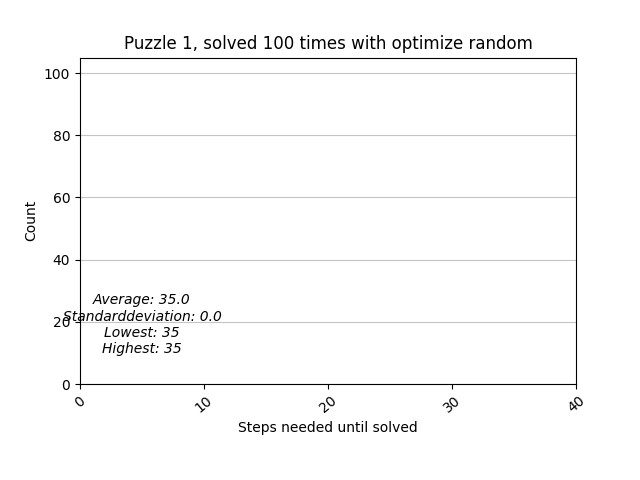 Puzzle 1, solved 100 times with optimize random
100
80
60
40
20
0
Count
Average: 35.0
Standarddeviation: 0.0
Lowest: 35
Highest: 35
0 10 20 30 40
Steps needed until solved